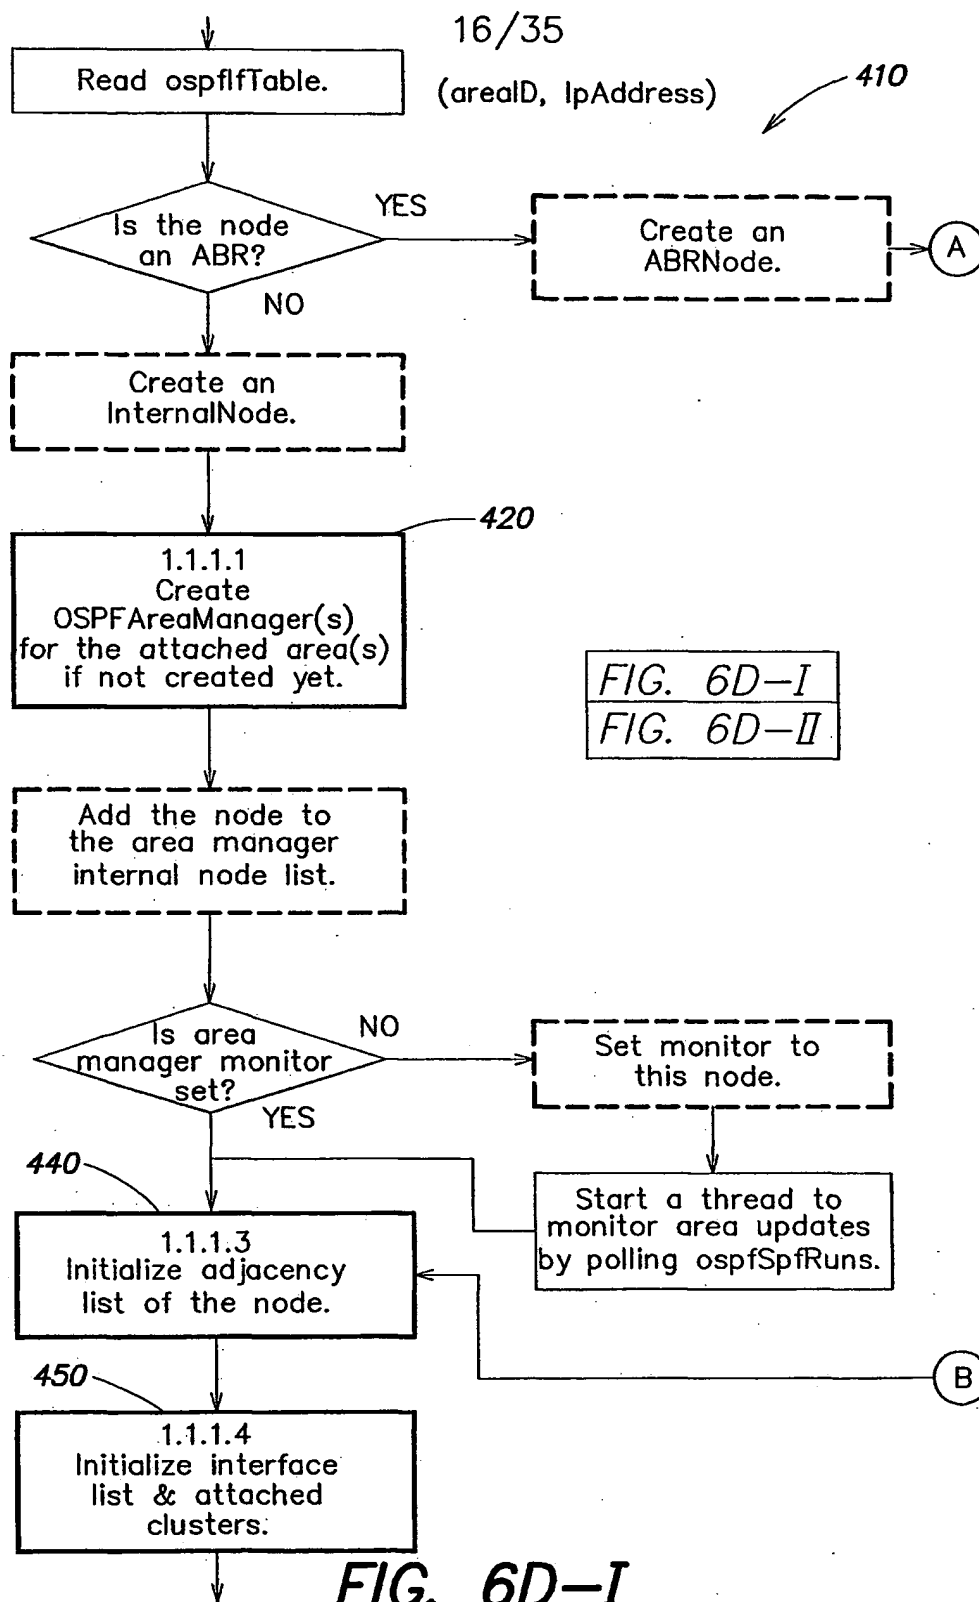 16/35
Read ospfIfTable.
(areaID, IpAddress)
410
Is the node
an ABR?
YES
Create an
ABRNode.
A
NO
Create an
InternalNode.
420
1.1.1.1
Create
OSPFAreaManager(s)
for the attached area(s)
if not created yet.
FIG. 6D-I
FIG. 6D-II
Add the node to
the area manager
internal node list.
Is area
manager monitor
set?
NO
Set monitor to
this node.
YES
440
Start a thread to
monitor area updates
by polling ospfSpfRuns.
1.1.1.3
Initialize adjacency
list of the node.
B
450
1.1.1.4
Initialize interface
list & attached
clusters.
FIG. 6D-I